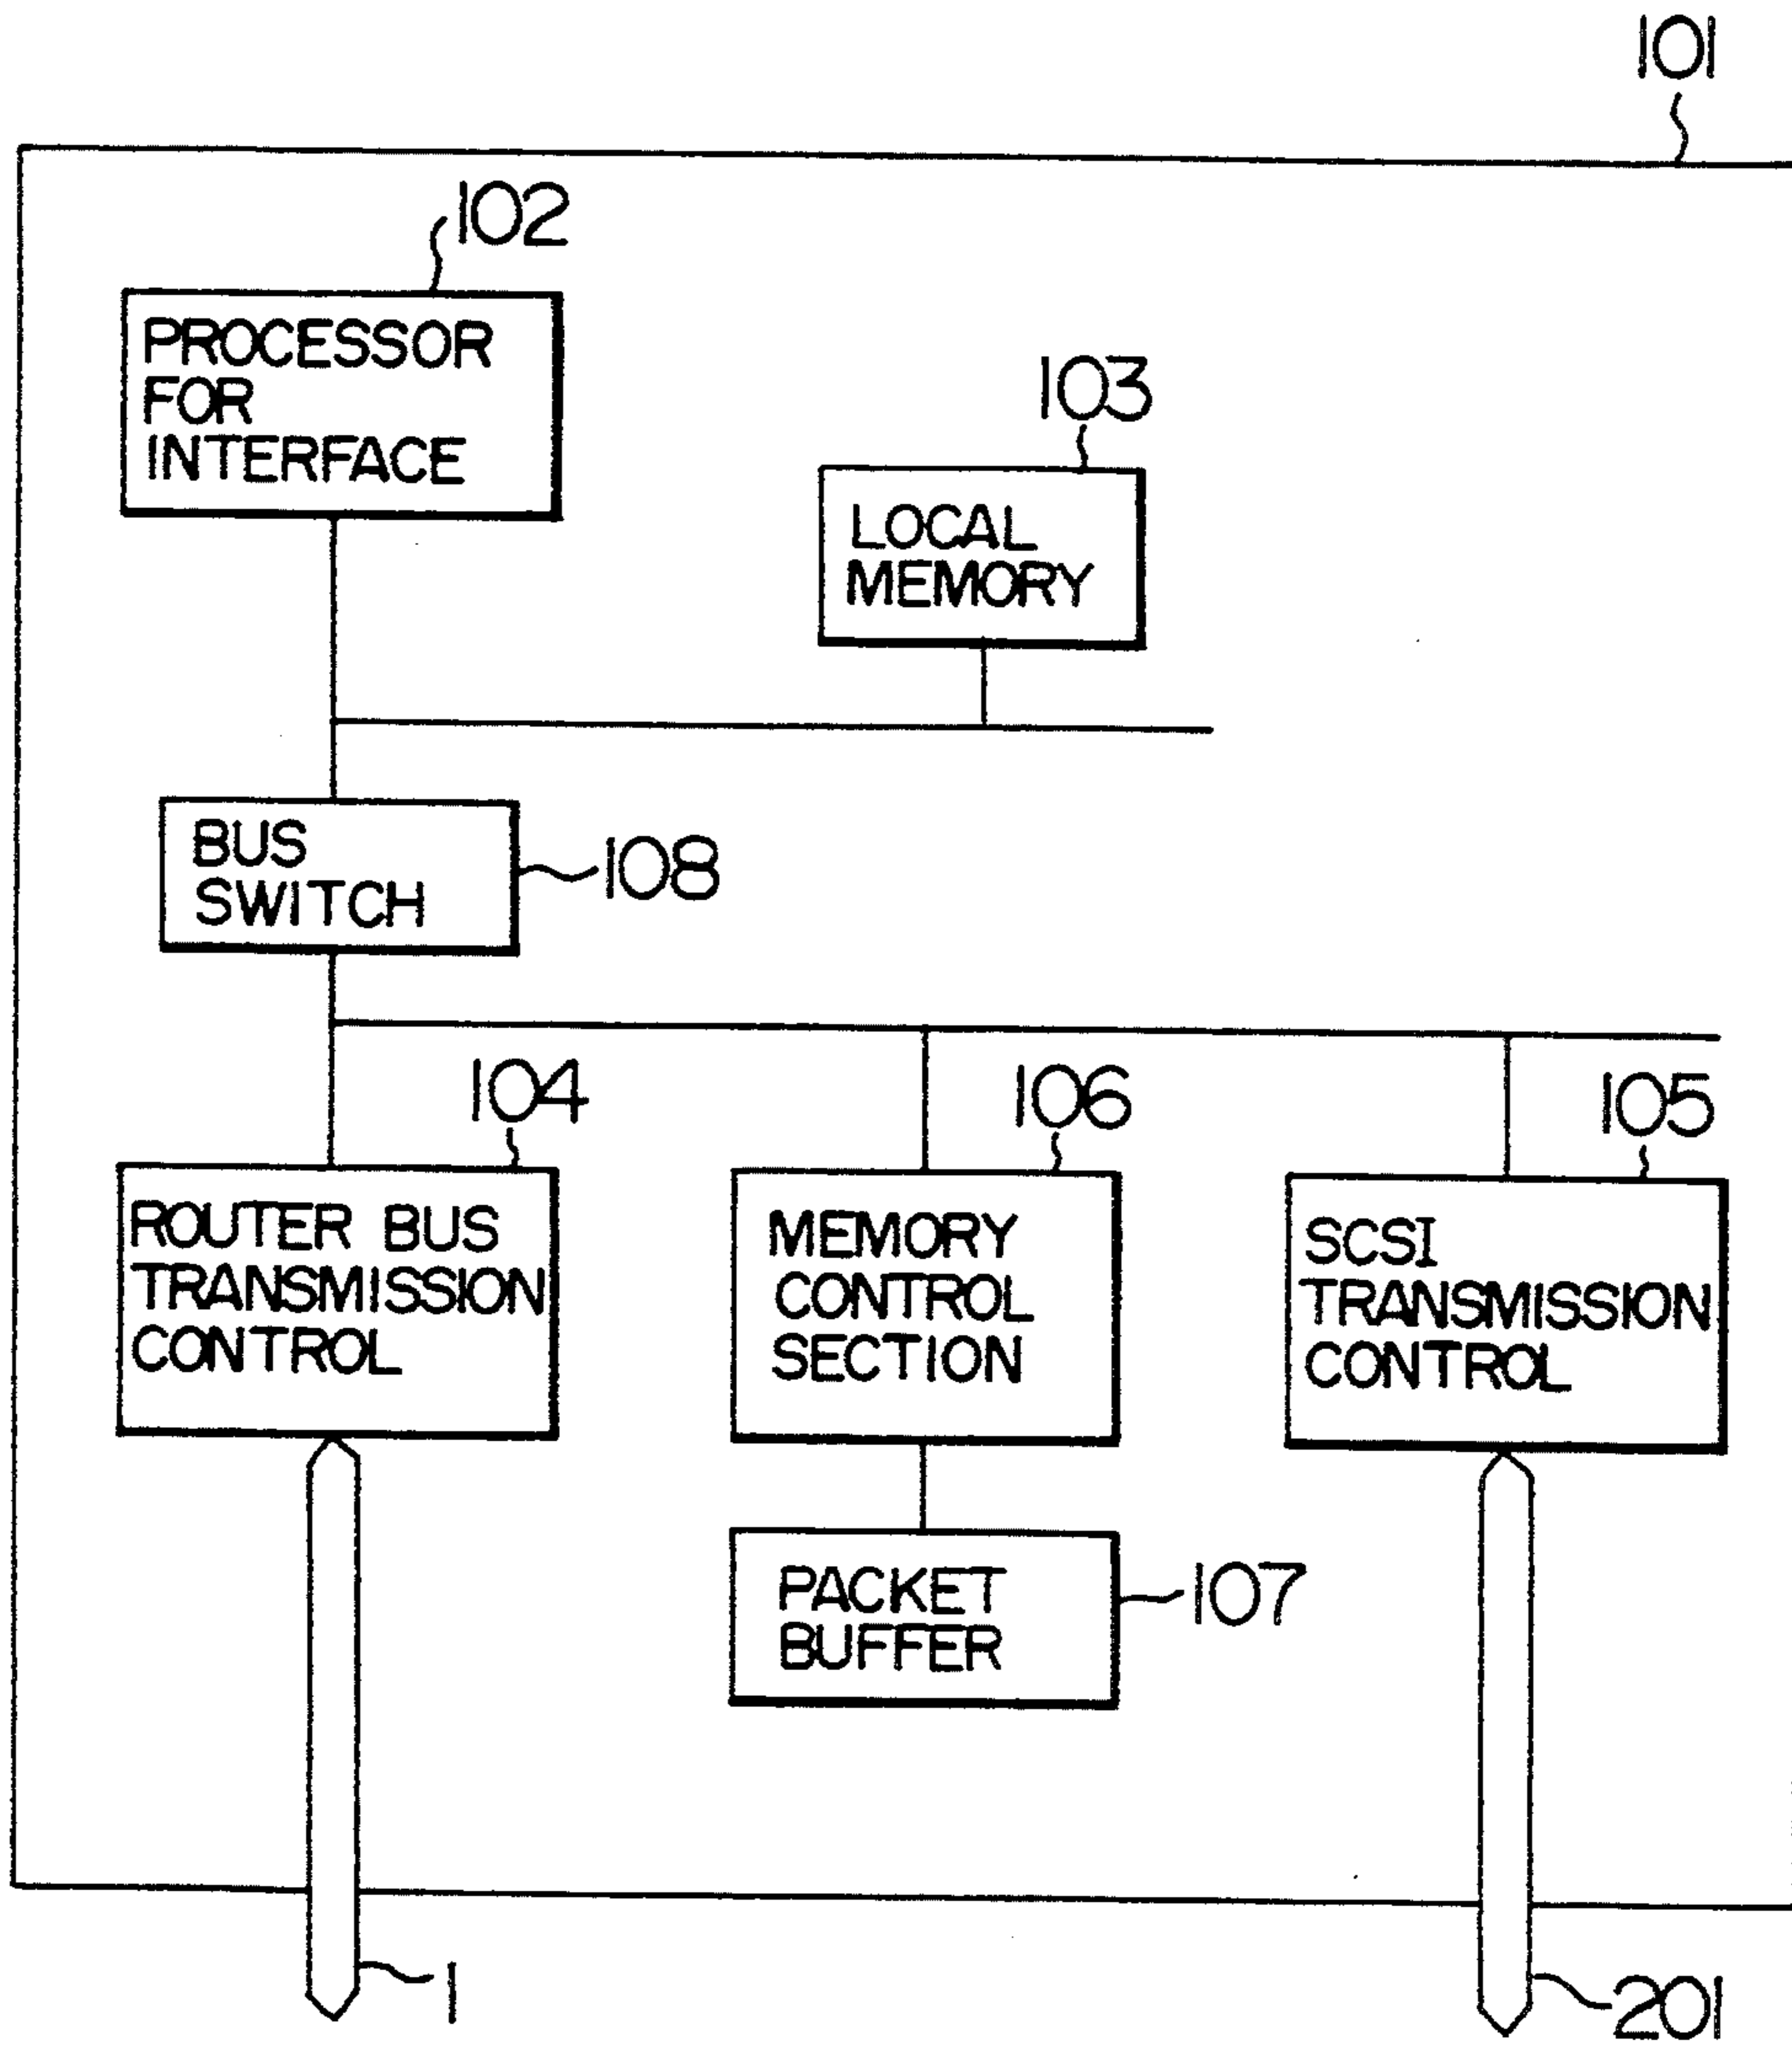 101
102
PROCESSOR
FOR
INTERFACE
103
LOCAL
MEMORY
BUS
SWITCH
108
104
ROUTER BUS
TRANSMISSION
CONTROL
106
MEMORY
CONTROL
SECTION
105
SCSI
TRANSMISSION
CONTROL
PACKET
BUFFER
107
1
201